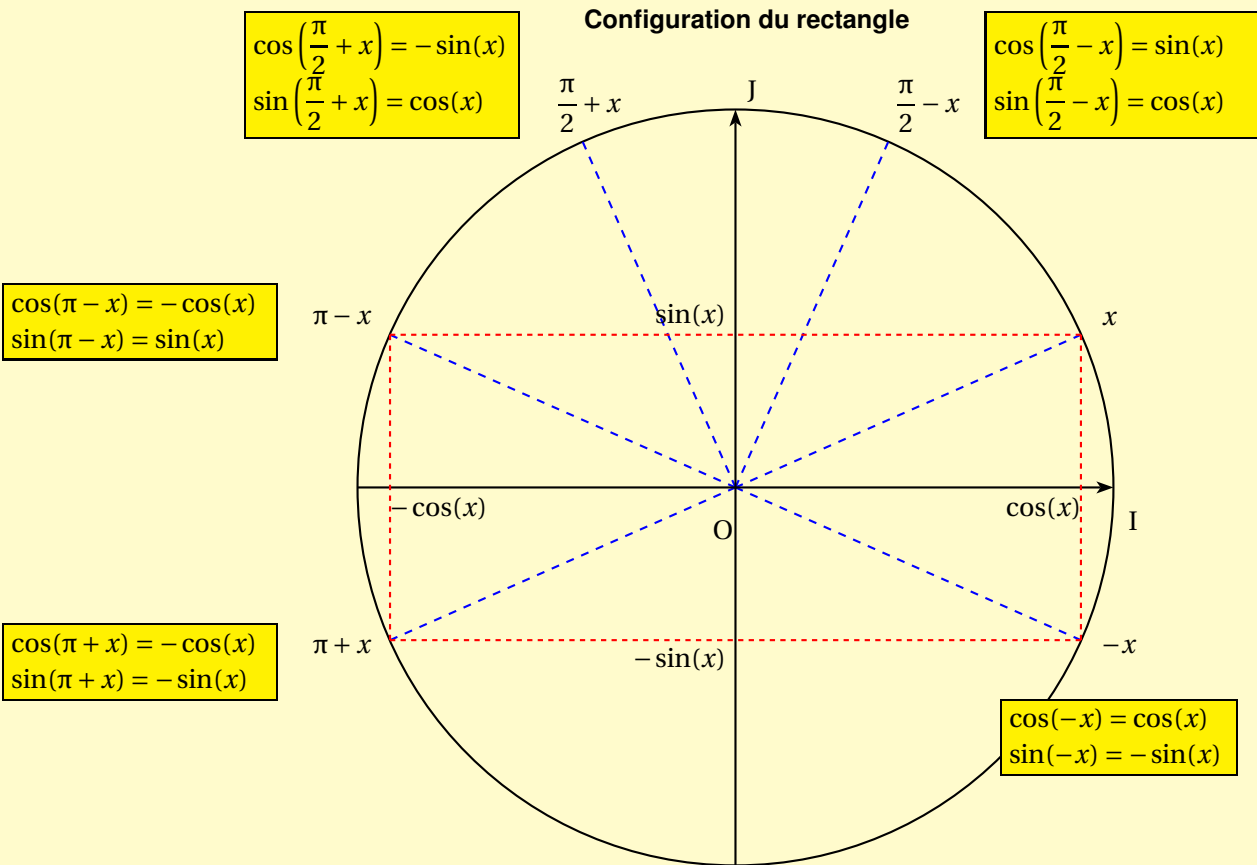 Configuration du rectangle
cos(π/2 + x) = − sin(x)
sin(π/2 + x) = cos(x)
π/2 + x
J
π/2 − x
cos(π/2 − x) = sin(x)
sin(π/2 − x) = cos(x)
cos(π − x) = − cos(x)
sin(π − x) = sin(x)
π − x
sin(x)
x
− cos(x)
O
cos(x)
I
cos(π + x) = − cos(x)
sin(π + x) = − sin(x)
π + x
− sin(x)
−x
cos(−x) = cos(x)
sin(−x) = − sin(x)